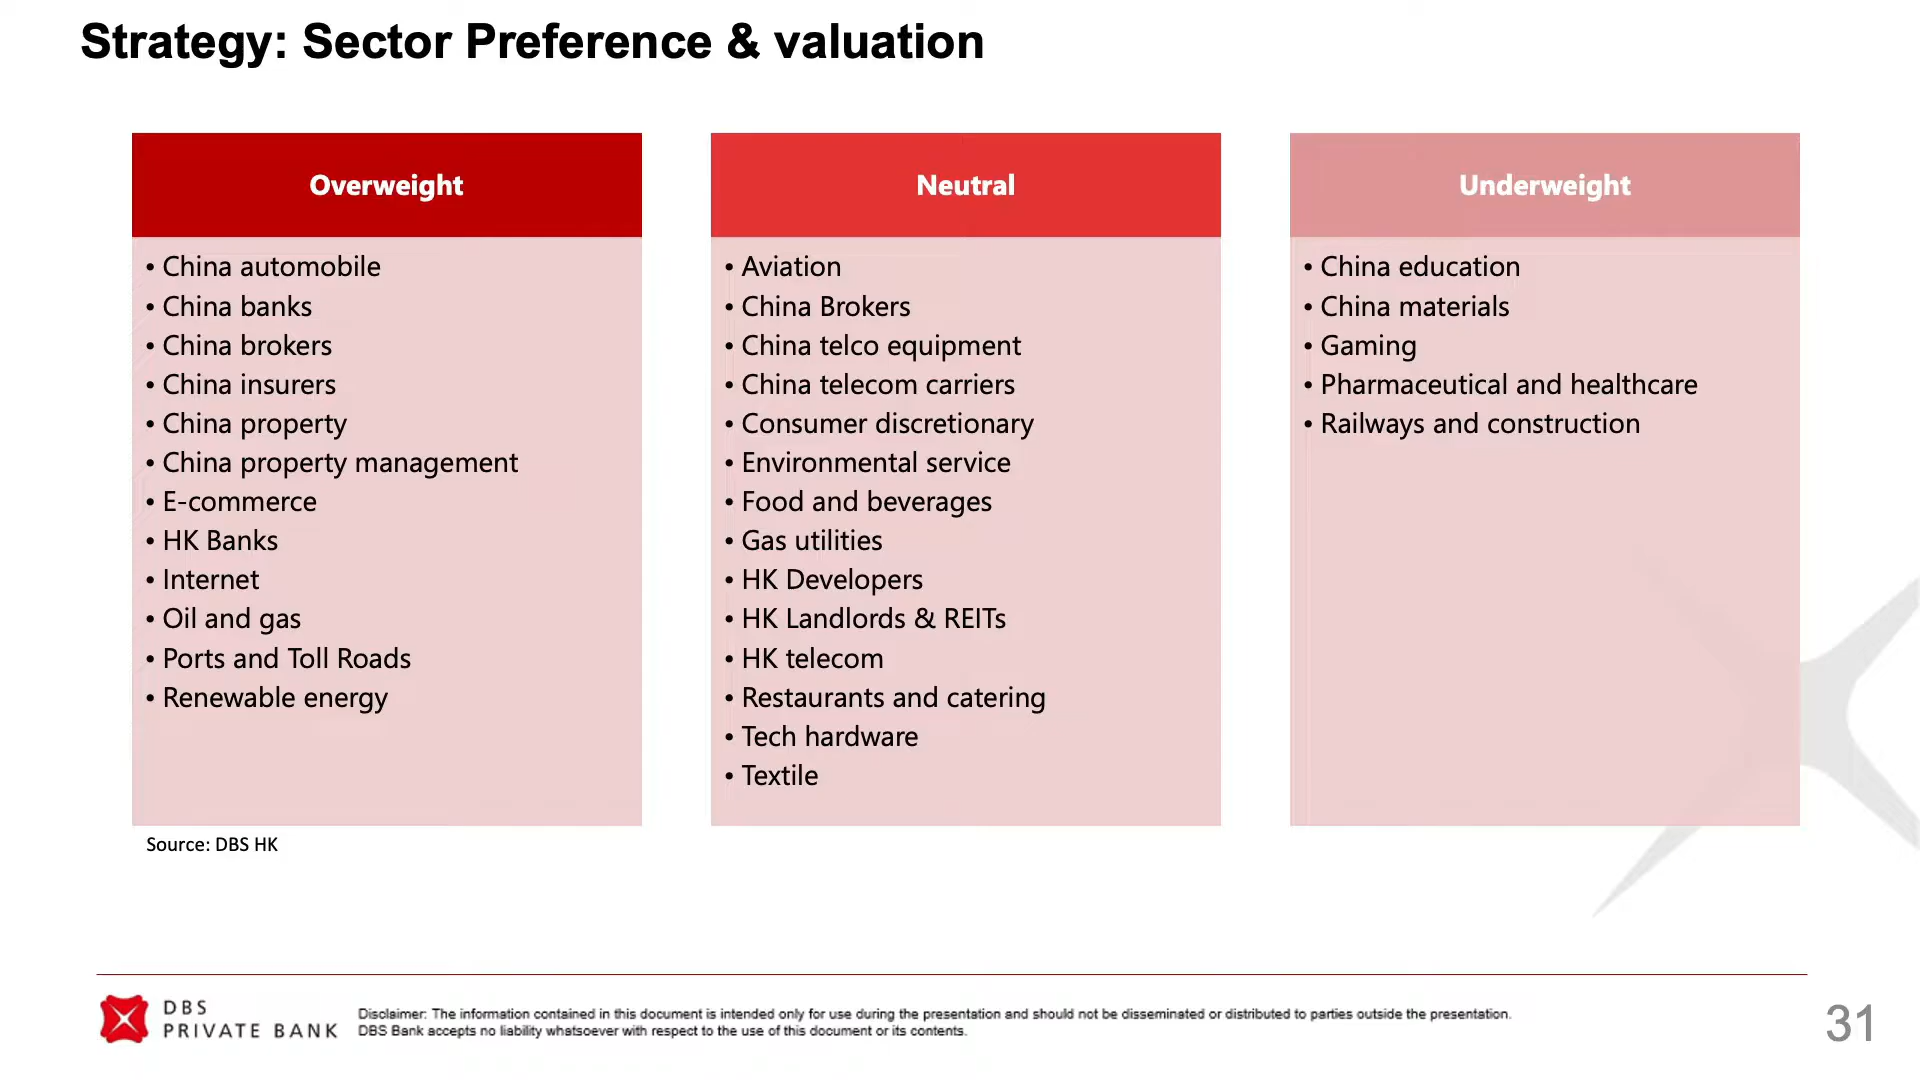 Strategy: Sector Preference & valuation
Overweight
• China automobile
• China banks
• China brokers
• China insurers
• China property
• China property management
• E-commerce
• HK Banks
• Internet
• Oil and gas
• Ports and Toll Roads
• Renewable energy
Neutral
• Aviation
• China Brokers
• China telco equipment
• China telecom carriers
• Consumer discretionary
• Environmental service
• Food and beverages
• Gas utilities
• HK Developers
• HK Landlords & REITs
• HK telecom
• Restaurants and catering
• Tech hardware
• Textile
Underweight
• China education
• China materials
• Gaming
• Pharmaceutical and healthcare
• Railways and construction
Source: DBS HK
DBS
PRIVATE BANK
Disclaimer: The information contained in this document is intended only for use during the presentation and should not be disseminated or distributed to parties outside the presentation.
DBS Bank accepts no liability whatsoever with respect to the use of this document or its contents.
31